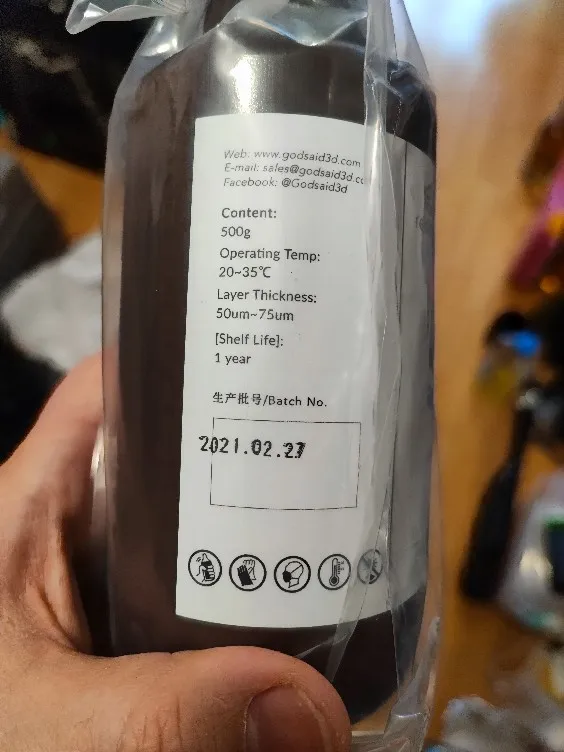 Web: www.godsaid3d.com
E-mail: sales@godsaid3d.co
Facebook: @Godsaid3d
Content:
500g
Operating Temp:
20~35℃
Layer Thickness:
50um~75um
[Shelf Life]:
1 year
生产批号/Batch No.
2021.02.27